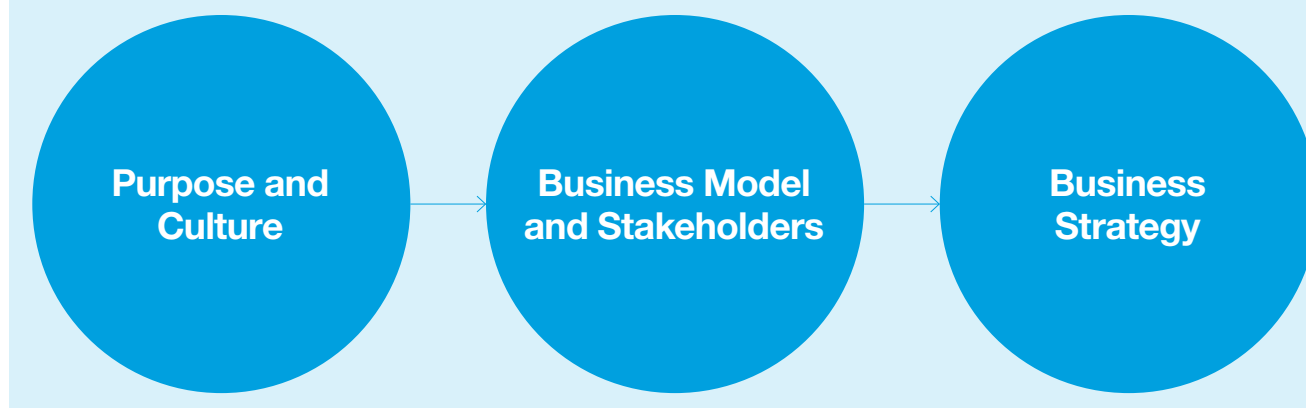 Purpose and
Culture
Business Model
and Stakeholders
Business
Strategy